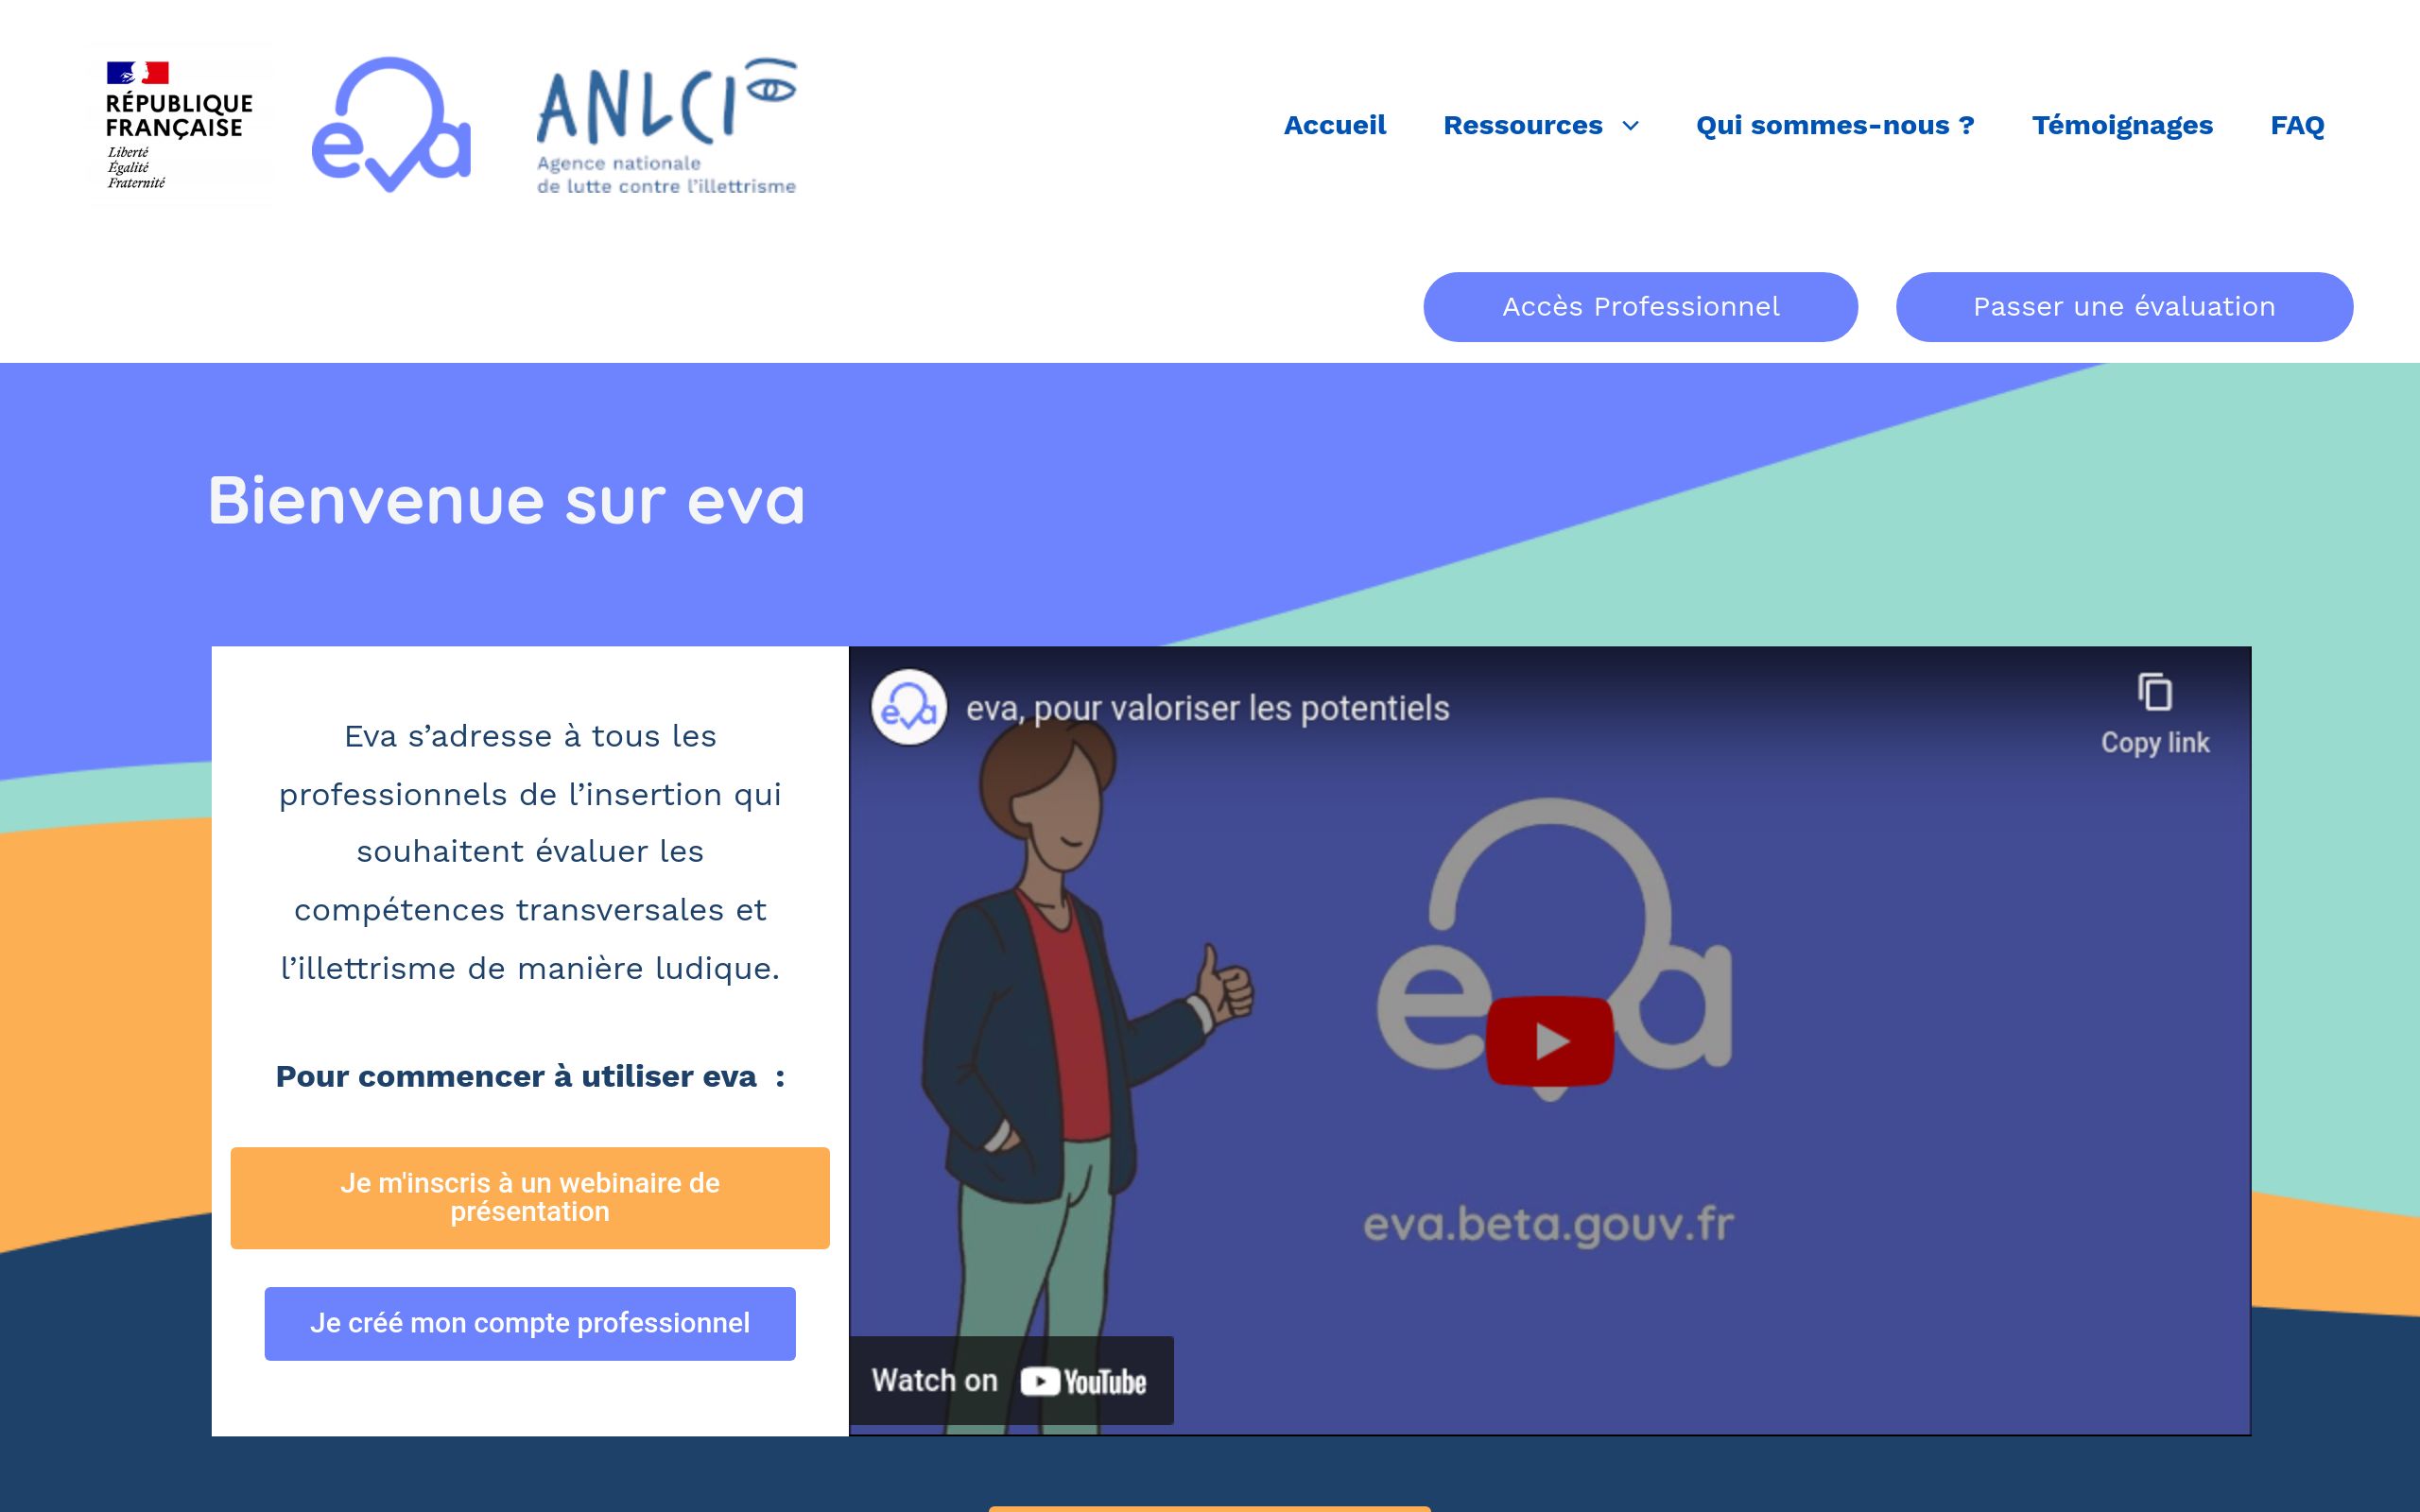 RÉPUBLIQUE
FRANÇAISE
Liberté
Égalité
Fraternité
eva
ANLCI
Agence nationale
de lutte contre l'illettrisme
Accueil
Ressources
Qui sommes-nous ?
Témoignages
FAQ
Accès Professionnel
Passer une évaluation
Bienvenue sur eva
Eva s’adresse à tous les
professionnels de l’insertion qui
souhaitent évaluer les
compétences transversales et
l’illettrisme de manière ludique.
Pour commencer à utiliser eva :
Je m'inscris à un webinaire de
présentation
Je créé mon compte professionnel
eva
eva, pour valoriser les potentiels
Copy link
eva
eva.beta.gouv.fr
Watch on YouTube